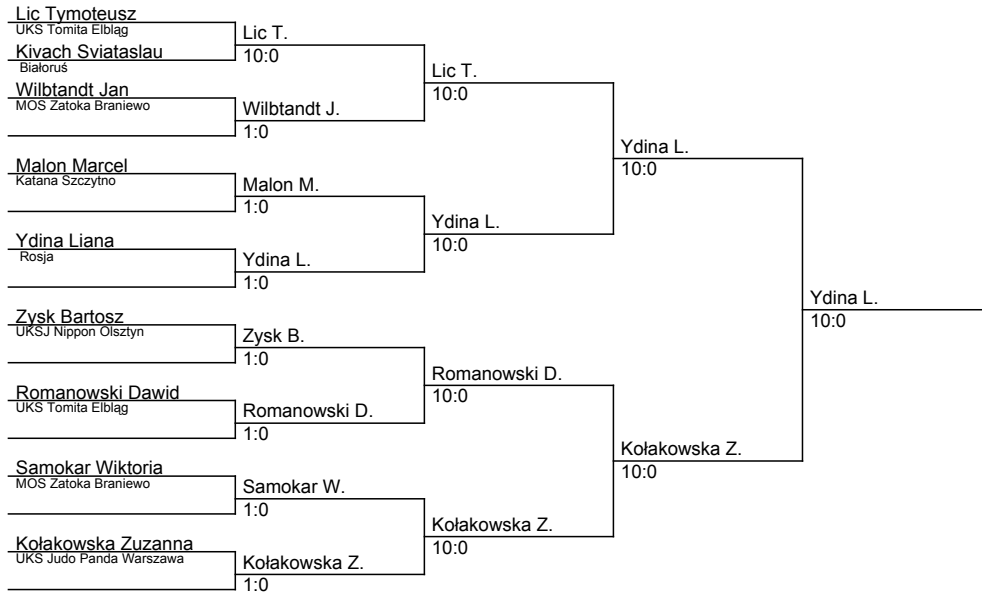 Lic Tymoteusz
UKS Tomita Elbląg
Kivach Sviataslau
Białoruś
Wilbtandt Jan
MOS Zatoka Braniewo
Malon Marcel
Katana Szczytno
Ydina Liana
Rosja
Zysk Bartosz
UKSJ Nippon Olsztyn
Romanowski Dawid
UKS Tomita Elbląg
Samokar Wiktoria
MOS Zatoka Braniewo
Kołakowska Zuzanna
UKS Judo Panda Warszawa
Lic T.
10:0
Wilbtandt J.
1:0
Malon M.
1:0
Ydina L.
1:0
Zysk B.
1:0
Romanowski D.
1:0
Samokar W.
1:0
Kołakowska Z.
1:0
Lic T.
10:0
Ydina L.
10:0
Romanowski D.
10:0
Kołakowska Z.
10:0
Ydina L.
10:0
Kołakowska Z.
10:0
Ydina L.
10:0